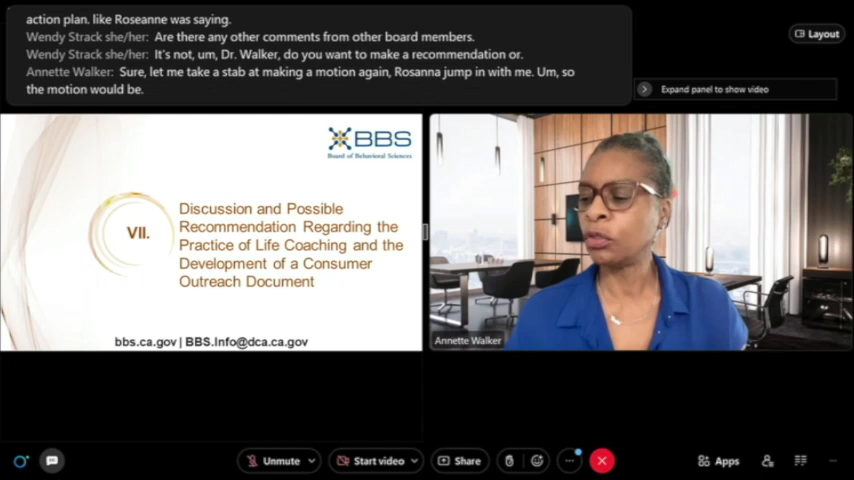 action plan. like Roseanne was saying.
Wendy Strack she/her: Are there any other comments from other board members.
Wendy Strack she/her: It's not, um, Dr. Walker, do you want to make a recommendation or.
Annette Walker: Sure, let me take a stab at making a motion again, Rosanna jump in with me. Um, so
the motion would be.
Layout
Expand panel to show video
BBS
Board of Behavioral Sciences
VII.
Discussion and Possible
Recommendation Regarding the
Practice of Life Coaching and the
Development of a Consumer
Outreach Document
bbs.ca.gov | BBS.Info@dca.ca.gov
Annette Walker
Unmute
Start video
Share
Apps